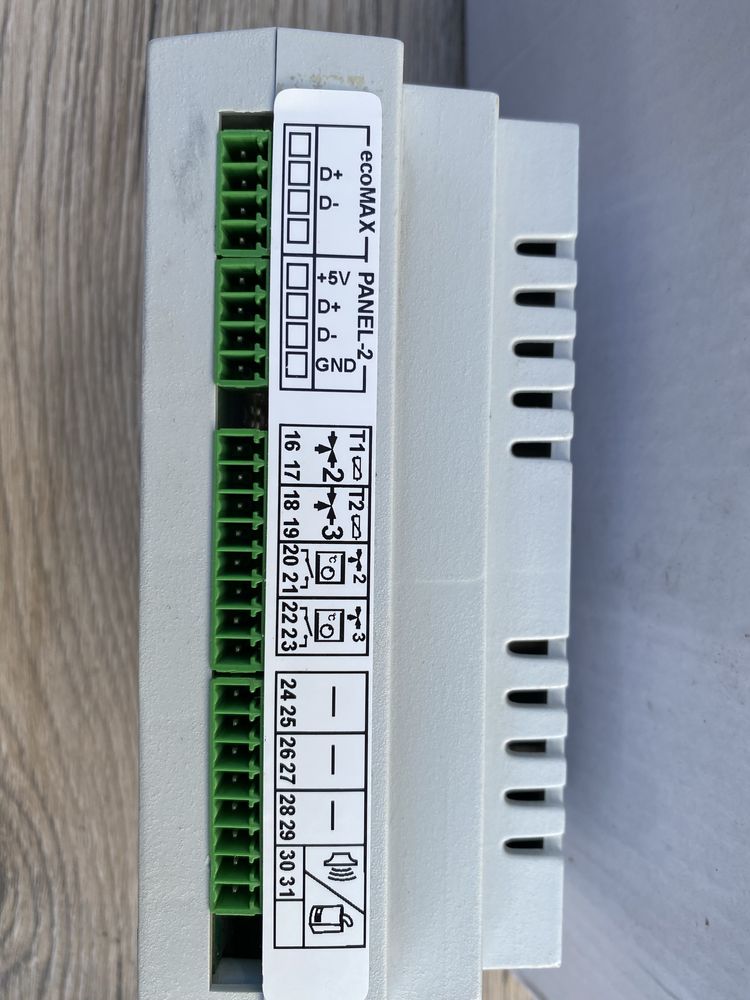 ecoMAX
D+
D-
PANEL-2
+5V
D+
D-
GND
T1
2
16 17
T2
3
18 19
2
°C
20 21
3
°C
22 23
—
24 25
—
26 27
—
28 29
30 31